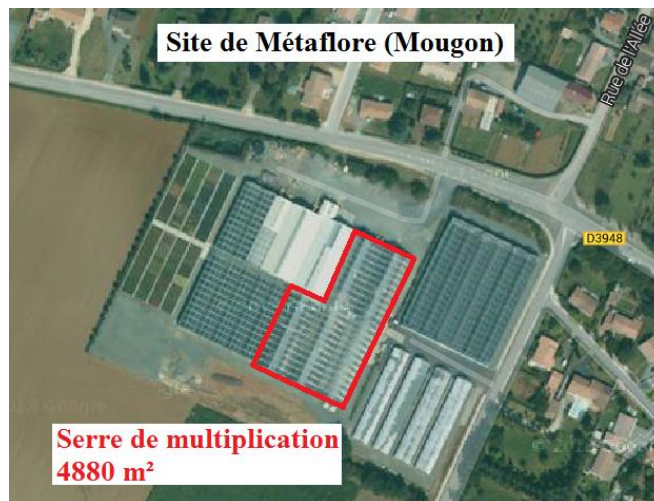 Site de Métaflore (Mougon)
Rue de l'Allée
D3948
Serre de multiplication
4880 m²